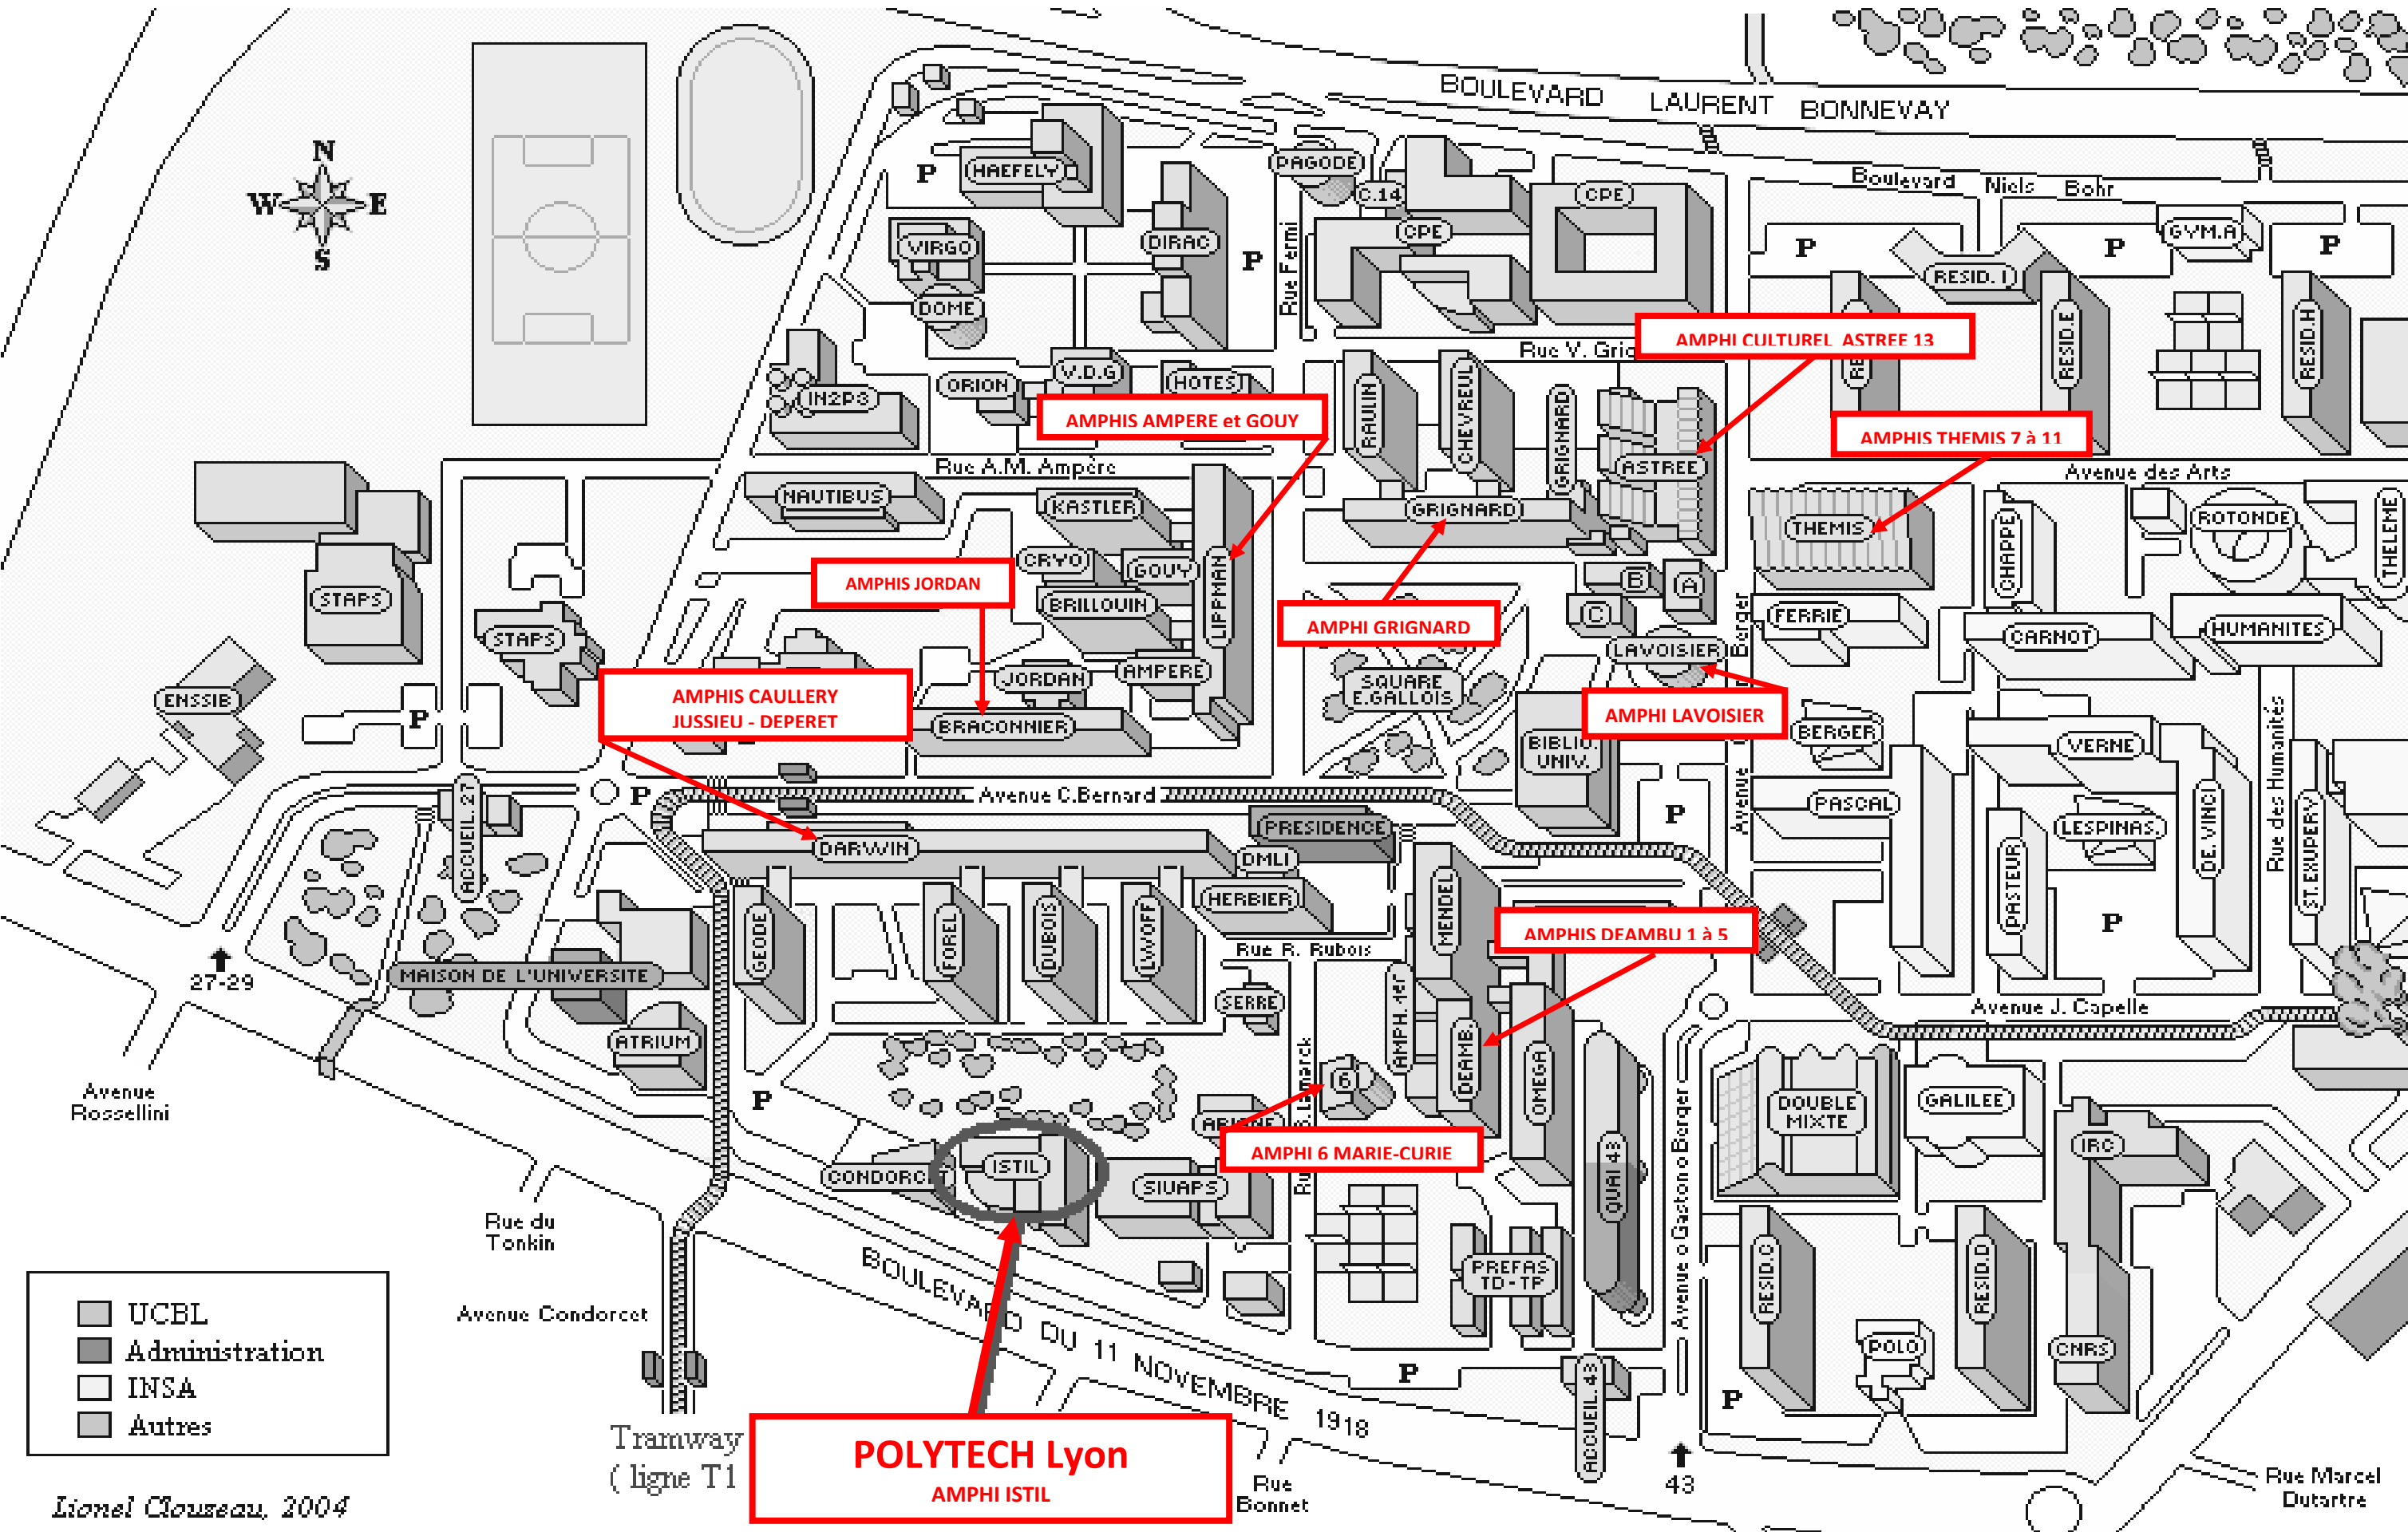 BOULEVARD LAURENT BONNEVAY
N
W E
S
HAEFELY
P
PAGODE
C.14
CPE
CPE
Boulevard Niels Bohr
VIRGO
DIRAC
P
Rue Fermi
P
RESID. I
P
GYM.A
P
DOME
AMPHI CULTUREL ASTREE 13
Rue V. Gri
RESID.E
RESID.H
IN2P3
ORION
V.D.G
HOTES
AMPHIS AMPERE et GOUY
RAULIN
CHEVREUL
GRIGNARD
ASTREE
AMPHIS THEMIS 7 à 11
Rue A.M. Ampère
Avenue des Arts
NAUTIBUS
KASTLER
GRIGNARD
THEMIS
CHAPPE
ROTONDE
THELEME
CRYO
GOUY
LIPPMAN
AMPHIS JORDAN
B
A
STAPS
BRILLOUIN
AMPHI GRIGNARD
C
FERRIE
CARNOT
HUMANITES
STAPS
LAVOISIER
Berger
JORDAN
AMPERE
SQUARE
E.GALLOIS
ENSSIB
P
AMPHIS CAULLERY
JUSSIEU - DEPERET
BRACONNIER
AMPHI LAVOISIER
BERGER
VERNE
Rue des Humanités
BIBLIO.
UNIV.
P
Avenue C.Bernard
Avenue
PASCAL
P
ACCUEIL.27
PRESIDENCE
LESPINAS.
DE. VINCI
DARWIN
DMLI
PASTEUR
ST.EXUPERY
HERBIER
MENDEL
GEODE
FOREL
DUBOIS
LWOFF
AMPHIS DEAMBU 1 à 5
P
27-29
MAISON DE L'UNIVERSITE
Rue R. Rubois
SERRE
AMPH. 1er
Avenue J. Capelle
ATRIUM
DEAMB.
OMEGA
6
Avenue
Rossellini
P
DOUBLE
MIXTE
GALILEE
AMPHI 6 MARIE-CURIE
IRC
CONDORC
ISTIL
SIUAPS
QUAI 43
Avenue Gaston Berger
Rue du
Tonkin
PREFAS
TD-TP
RESID.C
RESID.D
BOULEVARD DU 11 NOVEMBRE 1918
UCBL
Administration
INSA
Autres
Avenue Condorcet
POLO
CNRS
P
ACCUEIL.43
P
Tramway
( ligne T1
POLYTECH Lyon
AMPHI ISTIL
Rue
Bonnet
43
Rue Marcel
Dutartre
Lionel Clouzeau, 2004